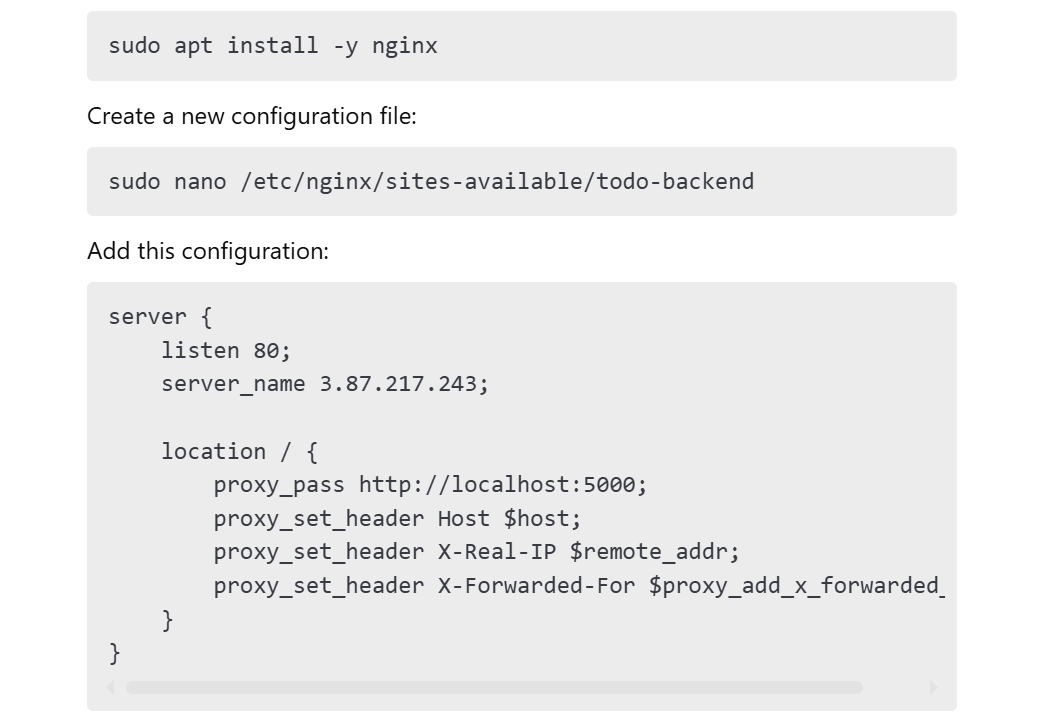 sudo apt install -y nginx
Create a new configuration file:
sudo nano /etc/nginx/sites-available/todo-backend
Add this configuration:
server {
    listen 80;
    server_name 3.87.217.243;

    location / {
        proxy_pass http://localhost:5000;
        proxy_set_header Host $host;
        proxy_set_header X-Real-IP $remote_addr;
        proxy_set_header X-Forwarded-For $proxy_add_x_forwarded_
    }
}